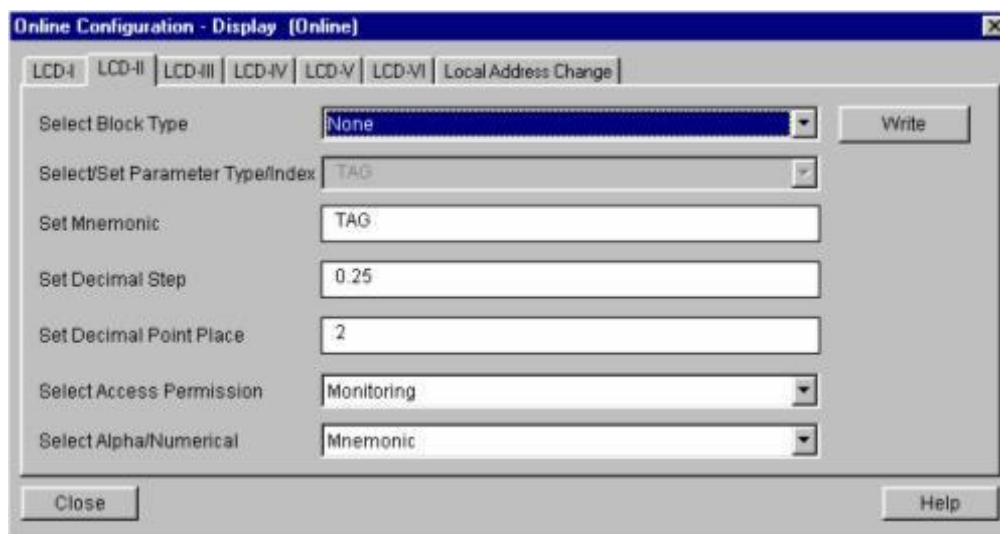 Online Configuration - Display (Online)
LCD-I LCD-II LCD-III LCD-IV LCD-V LCD-VI Local Address Change
Select Block Type None Write
Select/Set Parameter Type/Index TAG
Set Mnemonic TAG
Set Decimal Step 0.25
Set Decimal Point Place 2
Select Access Permission Monitoring
Select Alpha/Numerical Mnemonic
Close Help